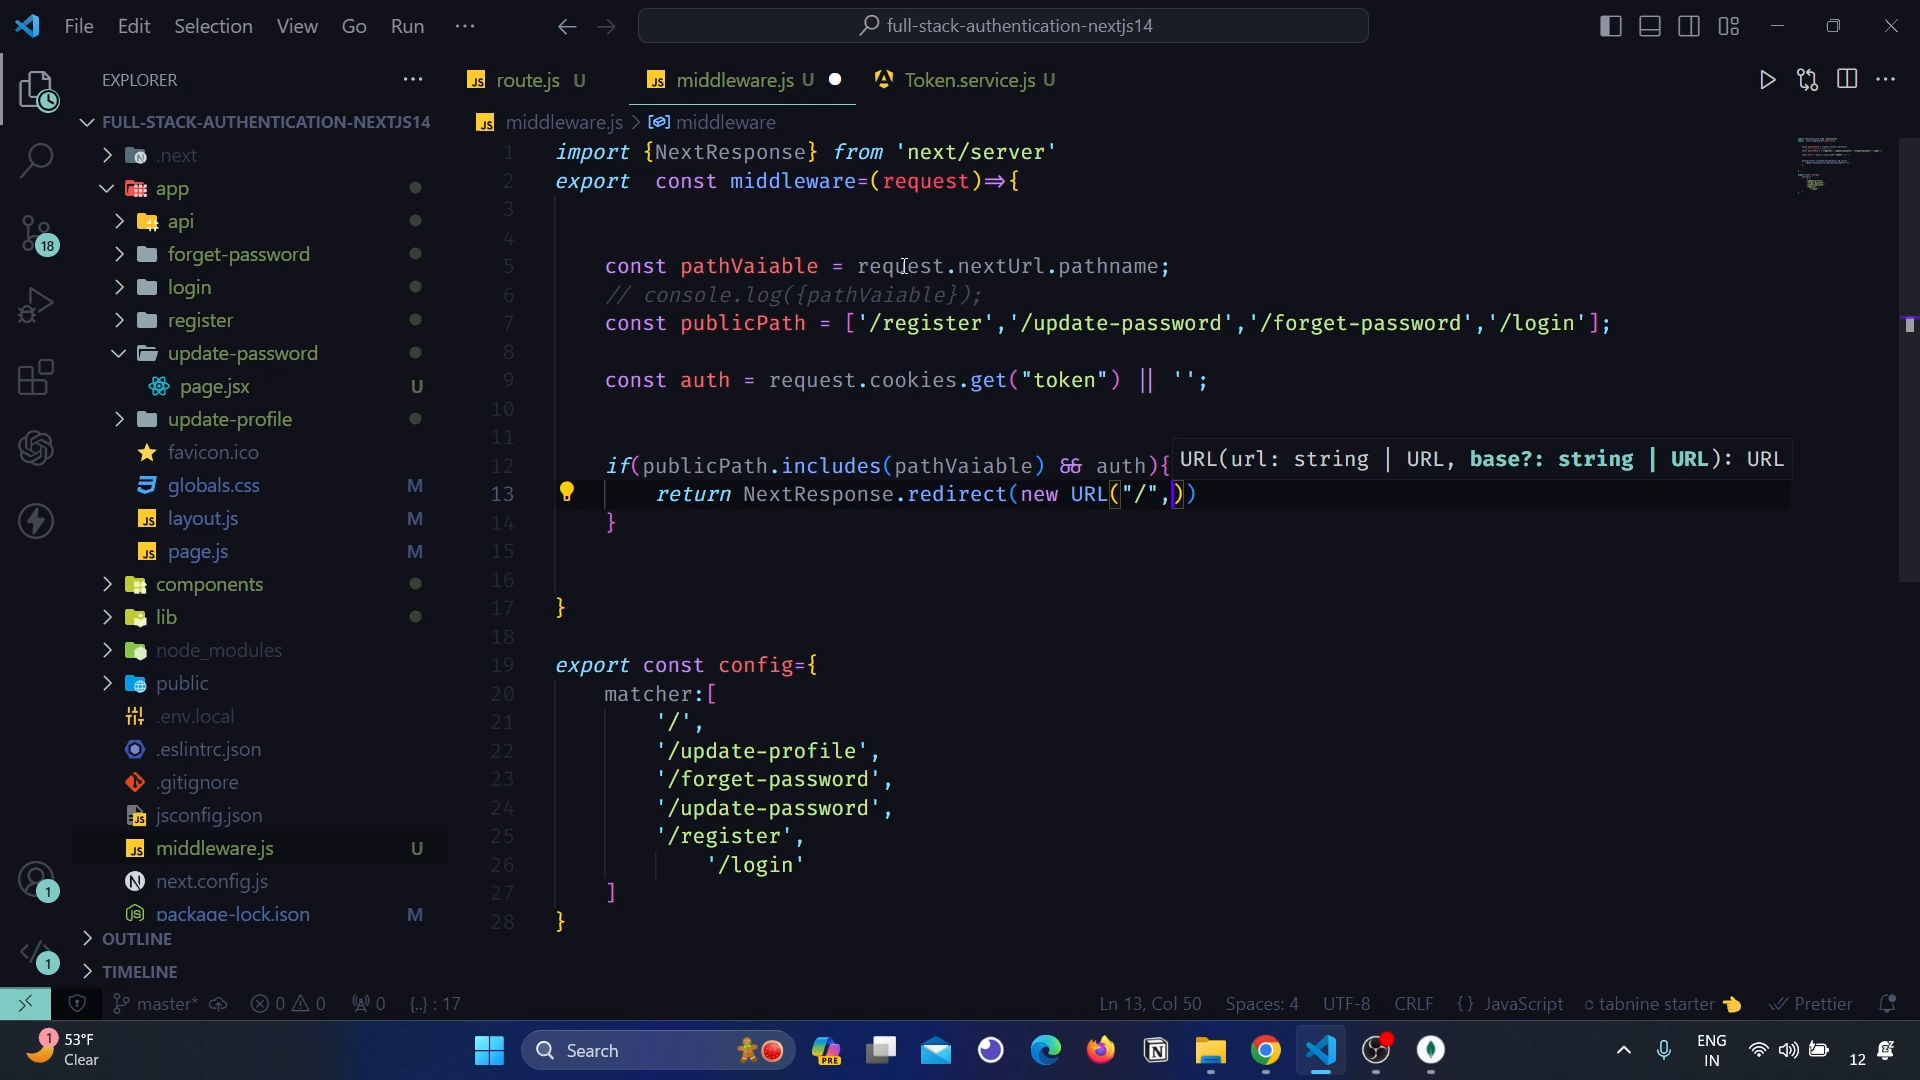 File Edit Selection View Go Run ···
full-stack-authentication-nextjs14
EXPLORER ···
FULL-STACK-AUTHENTICATION-NEXTJS14
.next
app
api
forget-password
login
register
update-password
page.jsx U
update-profile
favicon.ico
globals.css M
layout.js M
page.js M
components
lib
node_modules
public
.env.local
.eslintrc.json
.gitignore
jsconfig.json
middleware.js U
next.config.js
package-lock.json M
OUTLINE
TIMELINE
18
1
1
JS route.js U
JS middleware.js U
Token.service.js U
JS middleware.js > middleware
1 import {NextResponse} from 'next/server'
2 export  const middleware=(request)⇒{
3
4
5 const pathVaiable = request.nextUrl.pathname;
6 // console.log({pathVaiable});
7 const publicPath = ['/register','/update-password','/forget-password','/login'];
8
9 const auth = request.cookies.get("token") || '';
10
11
12 if(publicPath.includes(pathVaiable) && auth){
URL(url: string | URL, base?: string | URL): URL
13 return NextResponse.redirect(new URL("/",))
14 }
15
16
17 }
18
19 export const config={
20 matcher:[
21 '/',
22 '/update-profile',
23 '/forget-password',
24 '/update-password',
25 '/register',
26 '/login'
27 ]
28 }
master* 0 0 0 {..} : 17 Ln 13, Col 50 Spaces: 4 UTF-8 CRLF {} JavaScript tabnine starter Prettier
1 53°F
Clear
Search
PRE
ENG
IN
12